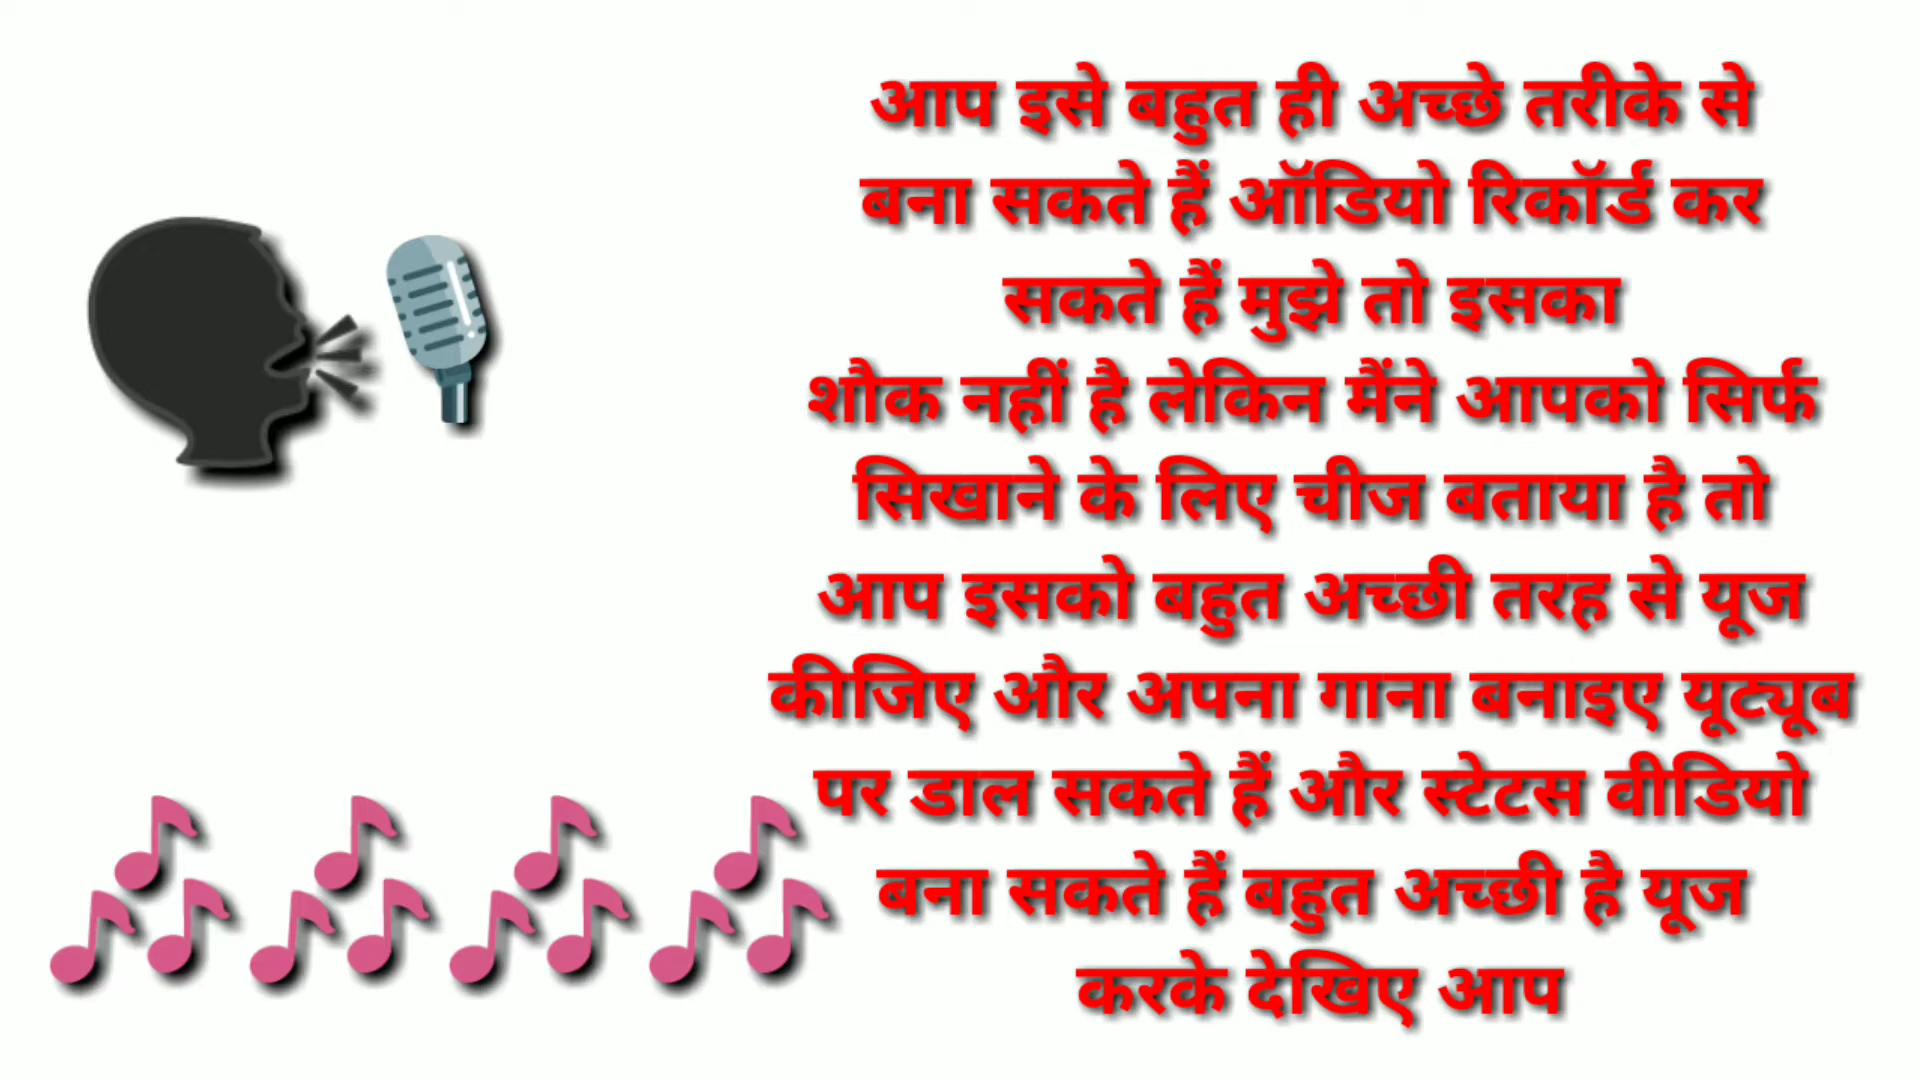 आप इसे बहुत ही अच्छे तरीके से
बना सकते हैं ऑडियो रिकॉर्ड कर
सकते हैं मुझे तो इसका
शौक नहीं है लेकिन मैंने आपको सिर्फ
सिखाने के लिए चीज बताया है तो
आप इसको बहुत अच्छी तरह से यूज
कीजिए और अपना गाना बनाइए यूट्यूब
पर डाल सकते हैं और स्टेटस वीडियो
बना सकते हैं बहुत अच्छी है यूज
करके देखिए आप